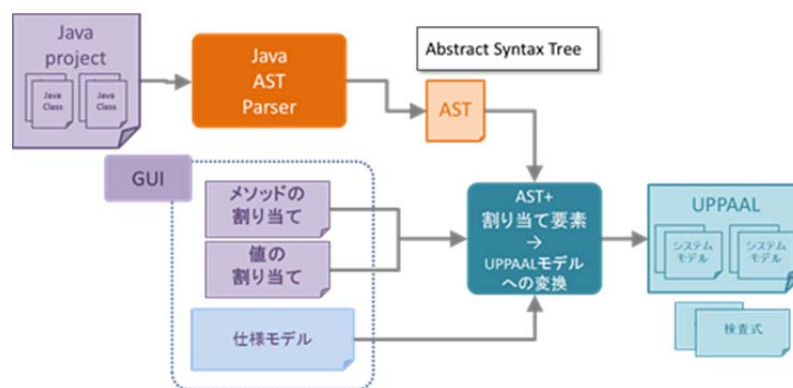 Java
project
Java
Class
Java
Class
Java
AST
Parser
Abstract Syntax Tree
AST
GUI
メソッドの
割り当て
値の
割り当て
仕様モデル
AST+
割り当て要素
→
UPPAALモデル
への変換
UPPAAL
システム
モデル
システム
モデル
検査式